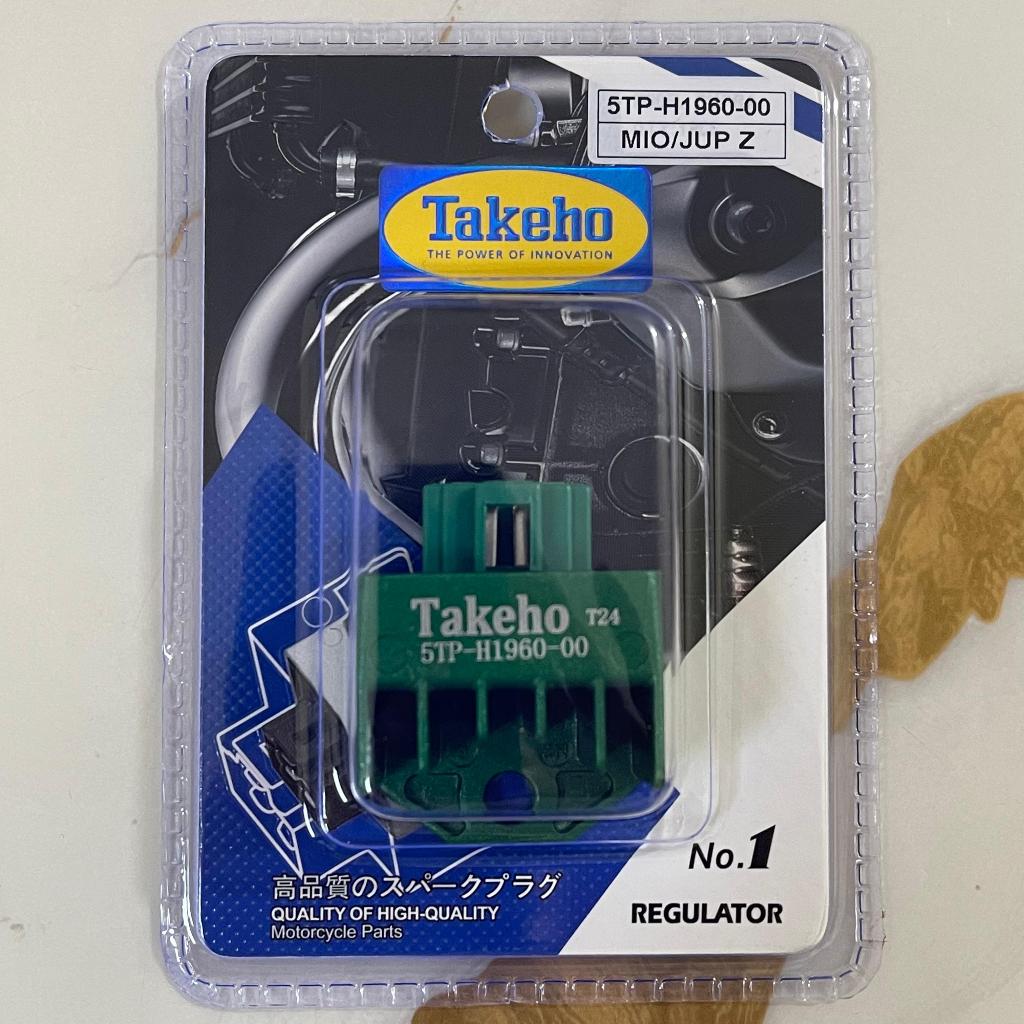 5TP-H1960-00
MIO/JUP Z
Takeho
THE POWER OF INNOVATION
Takeho T24
5TP-H1960-00
No.1
REGULATOR
高品質のスパークプラグ
QUALITY OF HIGH-QUALITY
Motorcycle Parts